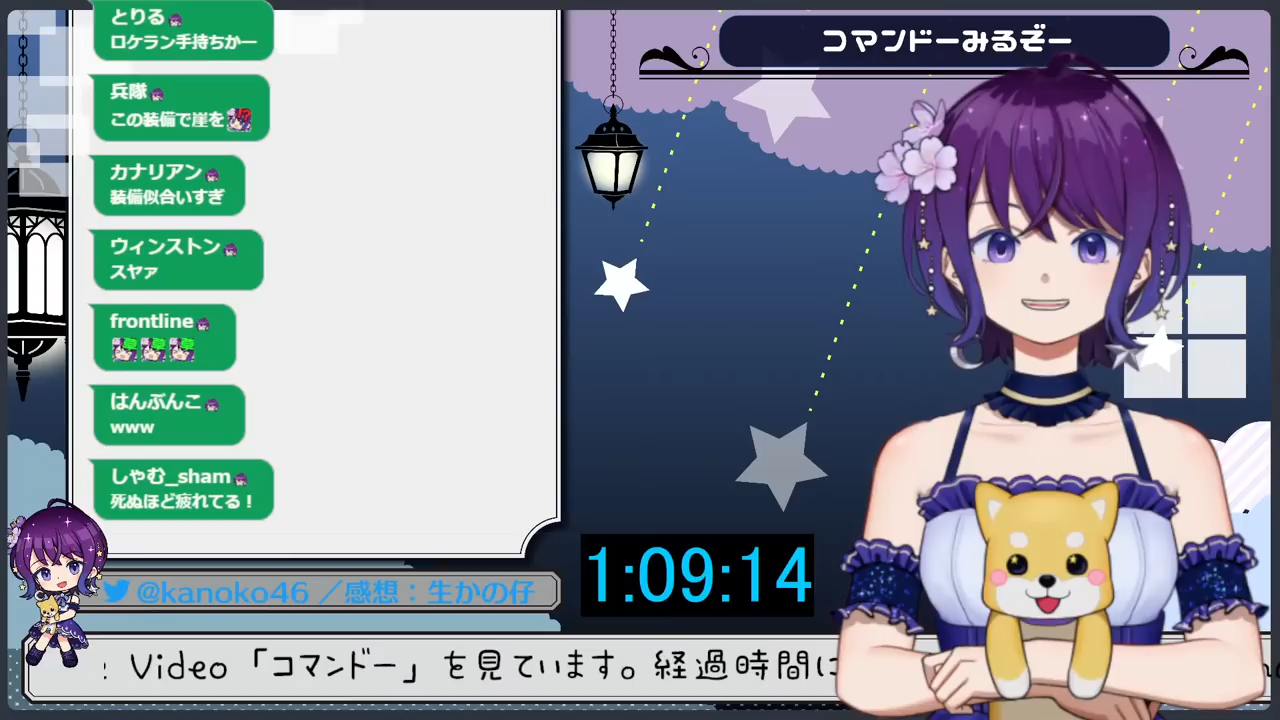 とりる
ロケラン手持ちかー
兵隊
この装備で崖を
カナリアン
装備似合いすぎ
ウィンストン
スヤァ
frontline
はんぶんこ
www
しゃむ_sham
死ぬほど疲れてる！
コマンドーみるぞー
1:09:14
@kanoko46 ／感想：生かの仔
: Video 「コマンドー」を見ています。経過時間に